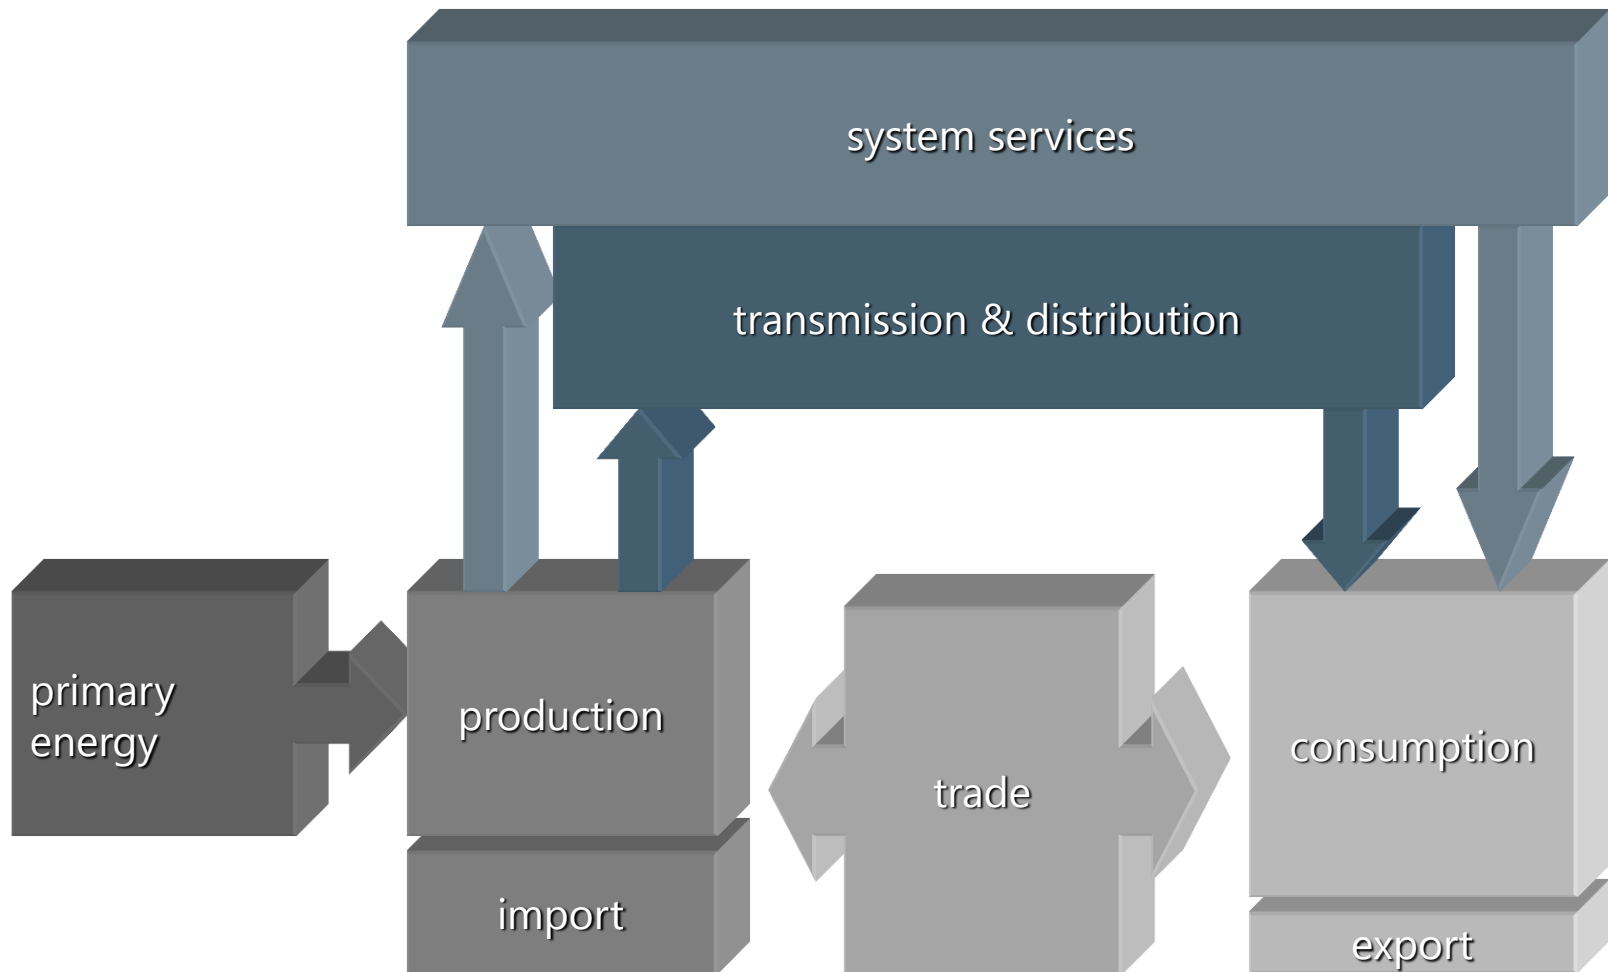 system services
transmission & distribution
primary
energy
production
consumption
trade
import
export